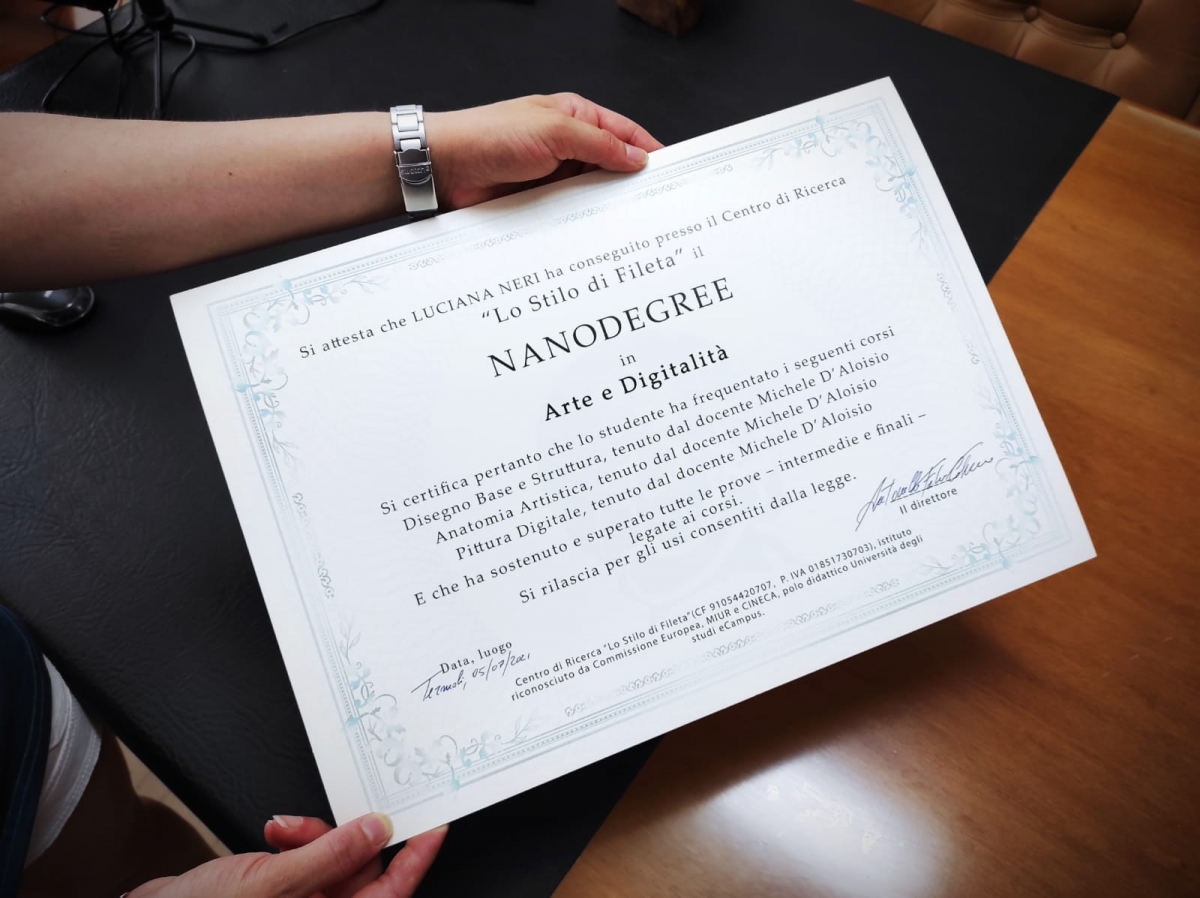 Si attesta che LUCIANA NERI ha conseguito presso il Centro di Ricerca
“Lo Stilo di Fileta” il
NANODEGREE
in
Arte e Digitalità
Si certifica pertanto che lo studente ha frequentato i seguenti corsi
Disegno Base e Struttura, tenuto dal docente Michele D’Aloisio
Anatomia Artistica, tenuto dal docente Michele D’Aloisio
Pittura Digitale, tenuto dal docente Michele D’Aloisio
E che ha sostenuto e superato tutte le prove – intermedie e finali –
legate ai corsi.
Si rilascia per gli usi consentiti dalla legge.
Il direttore
Data, luogo
Termoli, 05/07/2021
Centro di Ricerca “Lo Stilo di Fileta”(CF 91054420707, P. IVA 01851730703), istituto
riconosciuto da Commissione Europea, MIUR e CINECA, polo didattico Università degli
studi eCampus.